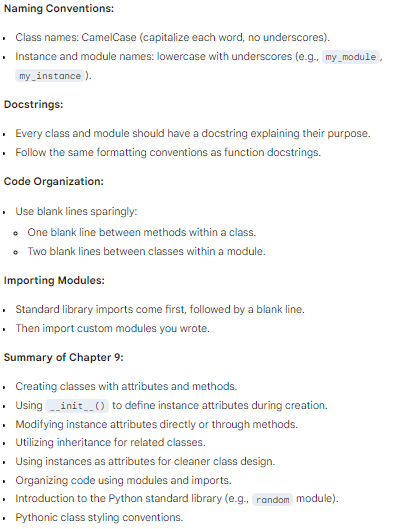 Naming Conventions:
• Class names: CamelCase (capitalize each word, no underscores).
• Instance and module names: lowercase with underscores (e.g., my_module ,
my_instance ).
Docstrings:
• Every class and module should have a docstring explaining their purpose.
• Follow the same formatting conventions as function docstrings.
Code Organization:
• Use blank lines sparingly:
◦ One blank line between methods within a class.
◦ Two blank lines between classes within a module.
Importing Modules:
• Standard library imports come first, followed by a blank line.
• Then import custom modules you wrote.
Summary of Chapter 9:
• Creating classes with attributes and methods.
• Using __init__() to define instance attributes during creation.
• Modifying instance attributes directly or through methods.
• Utilizing inheritance for related classes.
• Using instances as attributes for cleaner class design.
• Organizing code using modules and imports.
• Introduction to the Python standard library (e.g., random module).
• Pythonic class styling conventions.